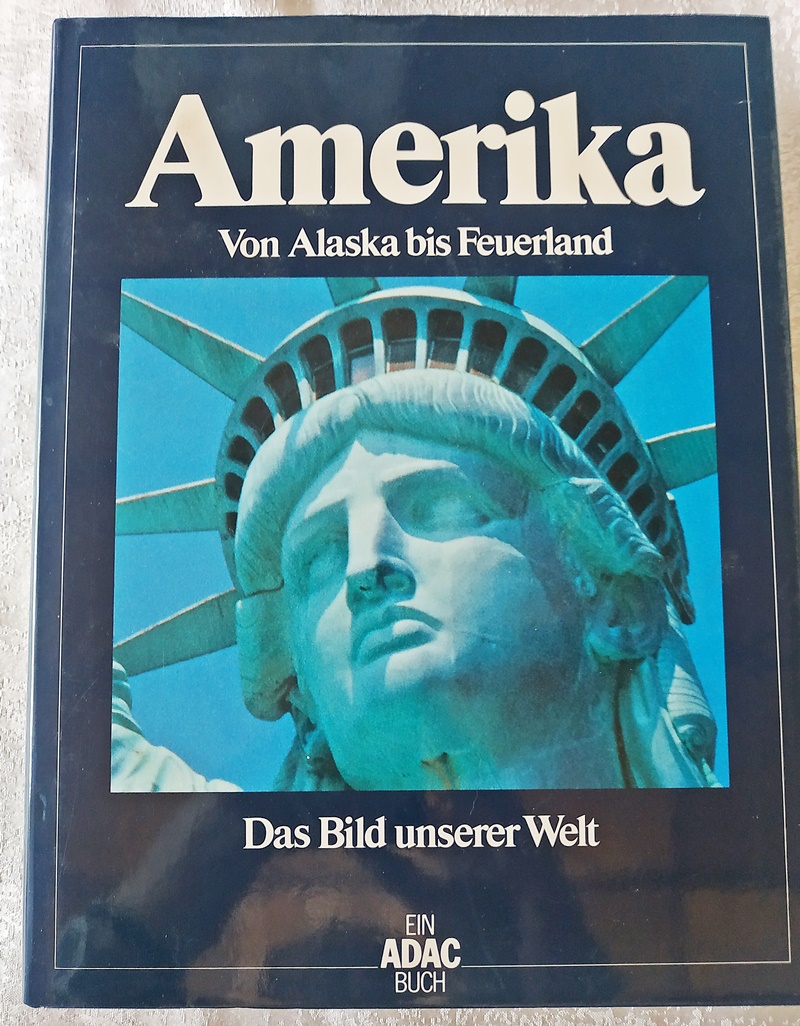 Amerika
Von Alaska bis Feuerland
Das Bild unserer Welt
EIN
ADAC
BUCH